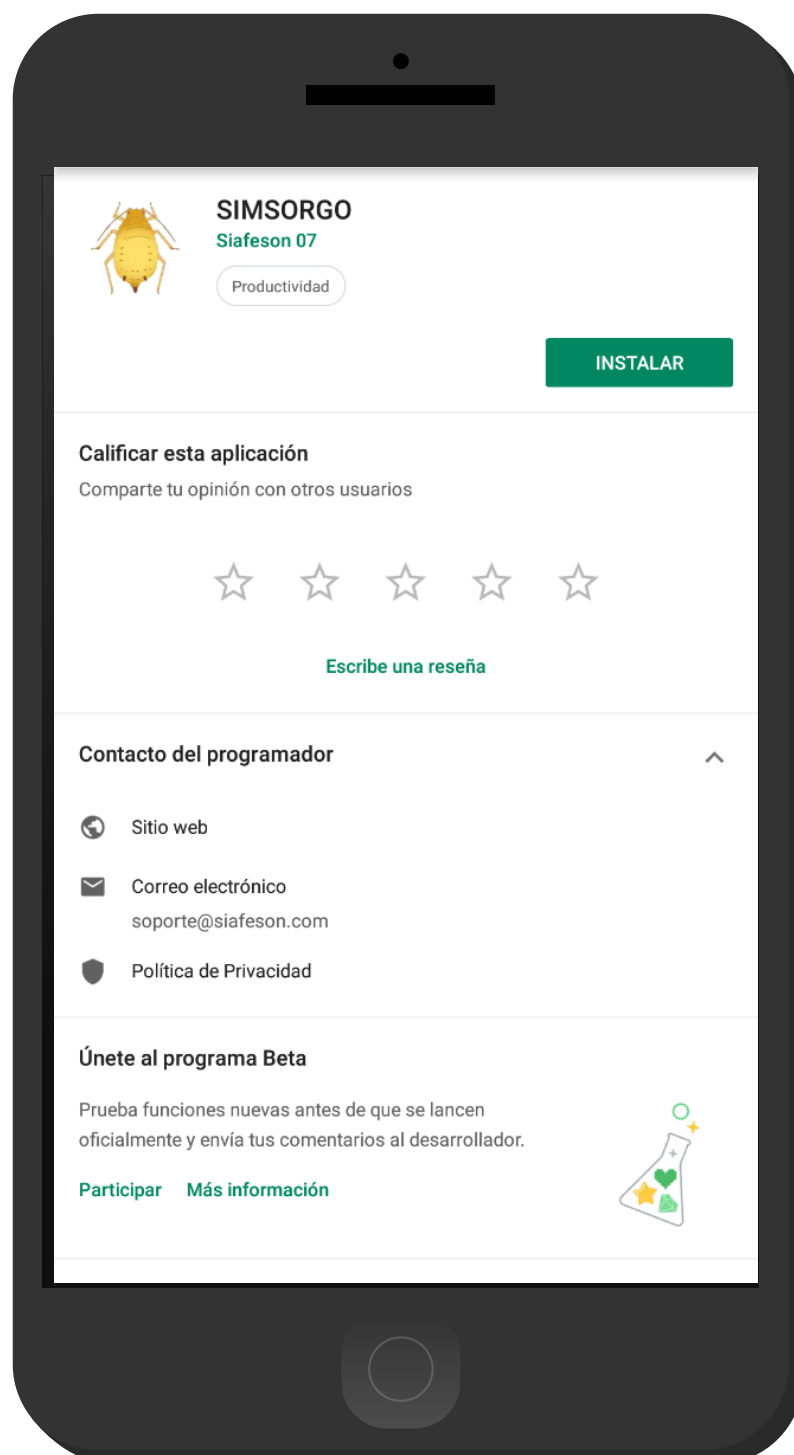 SIMSORGO
Siafeson 07
Productividad
INSTALAR
Calificar esta aplicación
Comparte tu opinión con otros usuarios
Escribe una reseña
Contacto del programador
Sitio web
Correo electrónico
soporte@siafeson.com
Política de Privacidad
Únete al programa Beta
Prueba funciones nuevas antes de que se lancen
oficialmente y envía tus comentarios al desarrollador.
Participar Más información